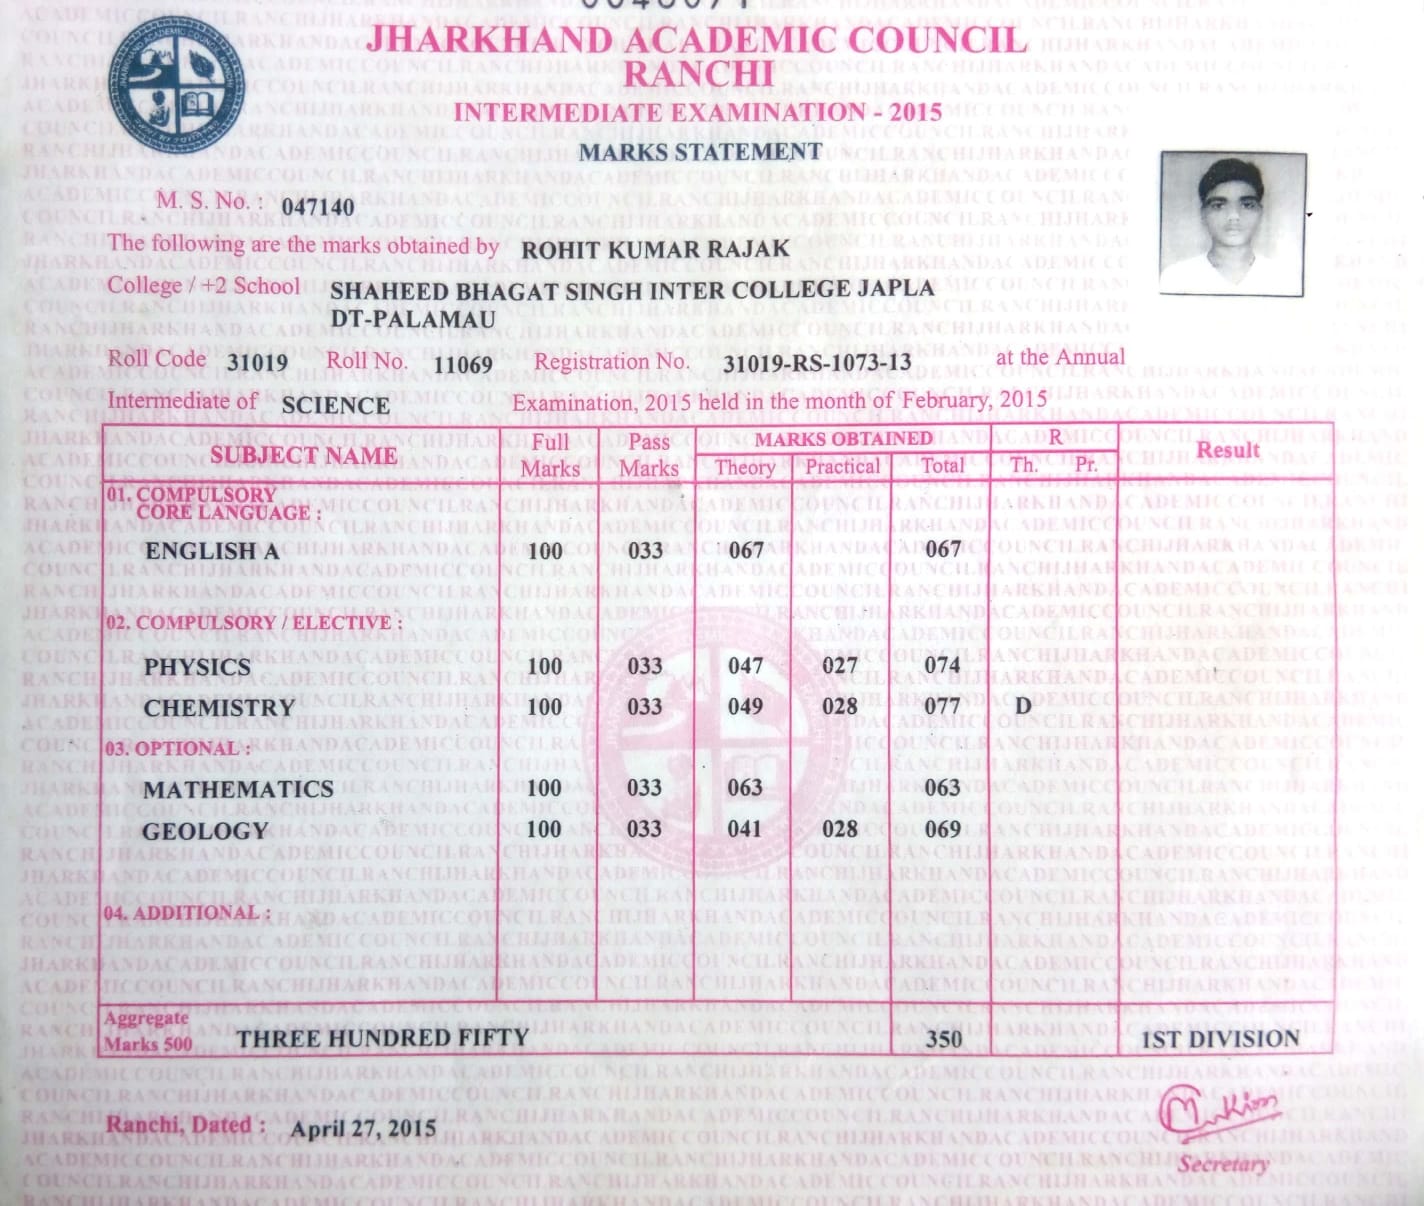 JHARKHAND ACADEMIC COUNCIL
RANCHI
INTERMEDIATE EXAMINATION - 2015
MARKS STATEMENT
M. S. No. : 047140
The following are the marks obtained by ROHIT KUMAR RAJAK
College / +2 School SHAHEED BHAGAT SINGH INTER COLLEGE JAPLA
DT-PALAMAU
Roll Code 31019 Roll No. 11069 Registration No. 31019-RS-1073-13 at the Annual
Intermediate of SCIENCE Examination, 2015 held in the month of February, 2015
SUBJECT NAME Full Marks Pass Marks MARKS OBTAINED R Result
Theory Practical Total Th. Pr.
01. COMPULSORY
CORE LANGUAGE :
ENGLISH A 100 033 067 067
02. COMPULSORY / ELECTIVE :
PHYSICS 100 033 047 027 074
CHEMISTRY 100 033 049 028 077 D
03. OPTIONAL :
MATHEMATICS 100 033 063 063
GEOLOGY 100 033 041 028 069
04. ADDITIONAL :
Aggregate
Marks 500 THREE HUNDRED FIFTY 350 1ST DIVISION
Ranchi, Dated : April 27, 2015
Secretary